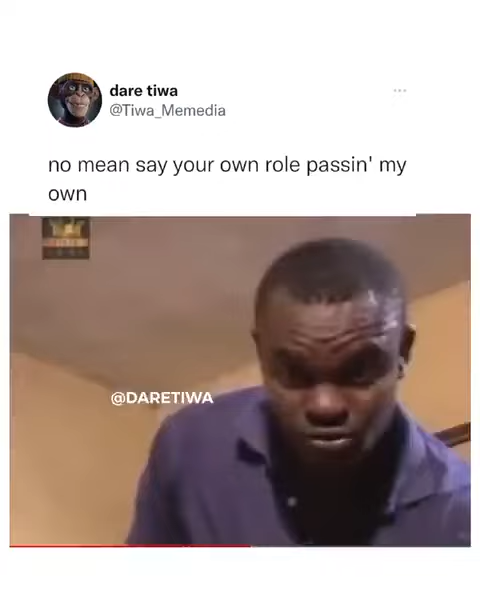 dare tiwa
@Tiwa_Memedia
no mean say your own role passin' my
own
@DARETIWA